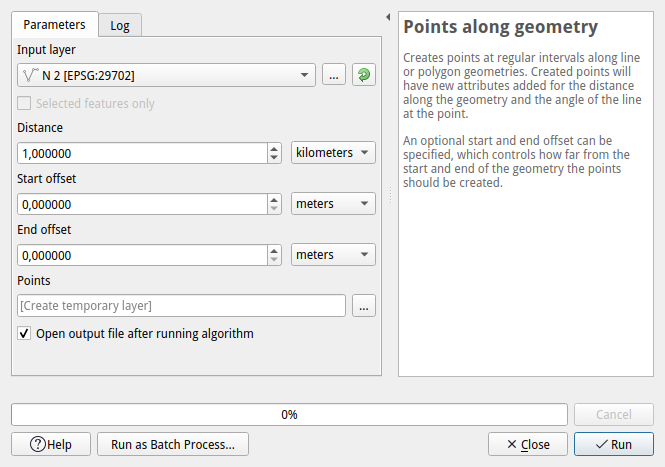 Parameters
Log
Input layer
N 2 [EPSG:29702]
...
Selected features only
Distance
1,000000
kilometers
Start offset
0,000000
meters
End offset
0,000000
meters
Points
[Create temporary layer]
...
Open output file after running algorithm
Points along geometry
Creates points at regular intervals along line
or polygon geometries. Created points will
have new attributes added for the distance
along the geometry and the angle of the line
at the point.
An optional start and end offset can be
specified, which controls how far from the
start and end of the geometry the points
should be created.
0%
Cancel
Help
Run as Batch Process...
Close
Run